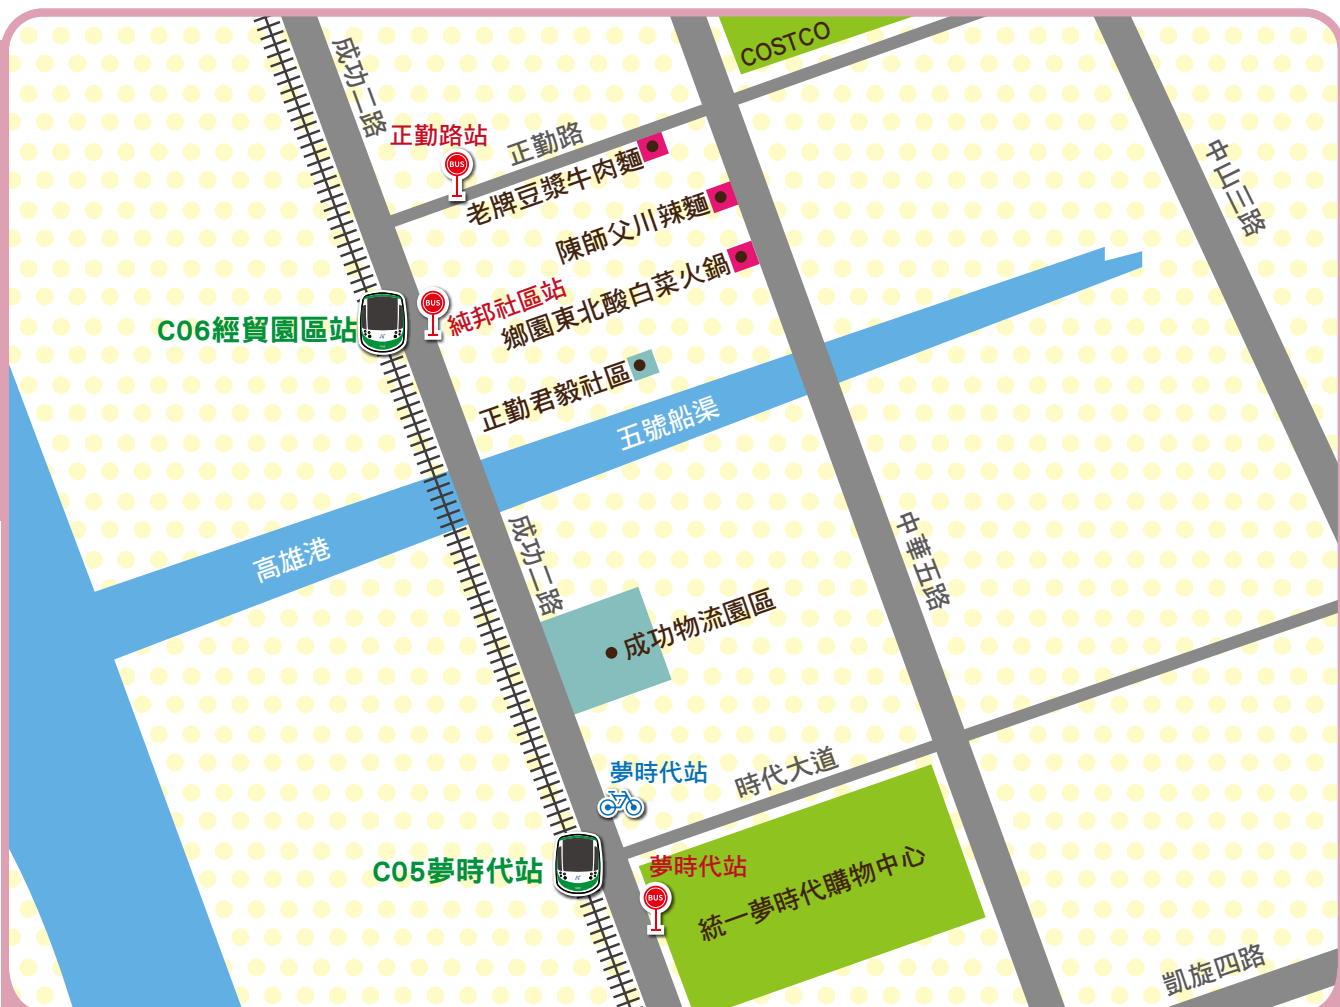 COSTCO
成功二路
正勤路站
正勤路
BUS
老牌豆漿牛肉麵
中山三路
陳師父川辣麵
鄉園東北酸白菜火鍋
BUS
純邦社區站
C06經貿園區站
正勤君毅社區
五號船渠
高雄港
成功二路
中華五路
成功物流園區
夢時代站
時代大道
C05夢時代站
夢時代站
BUS
統一夢時代購物中心
凱旋四路